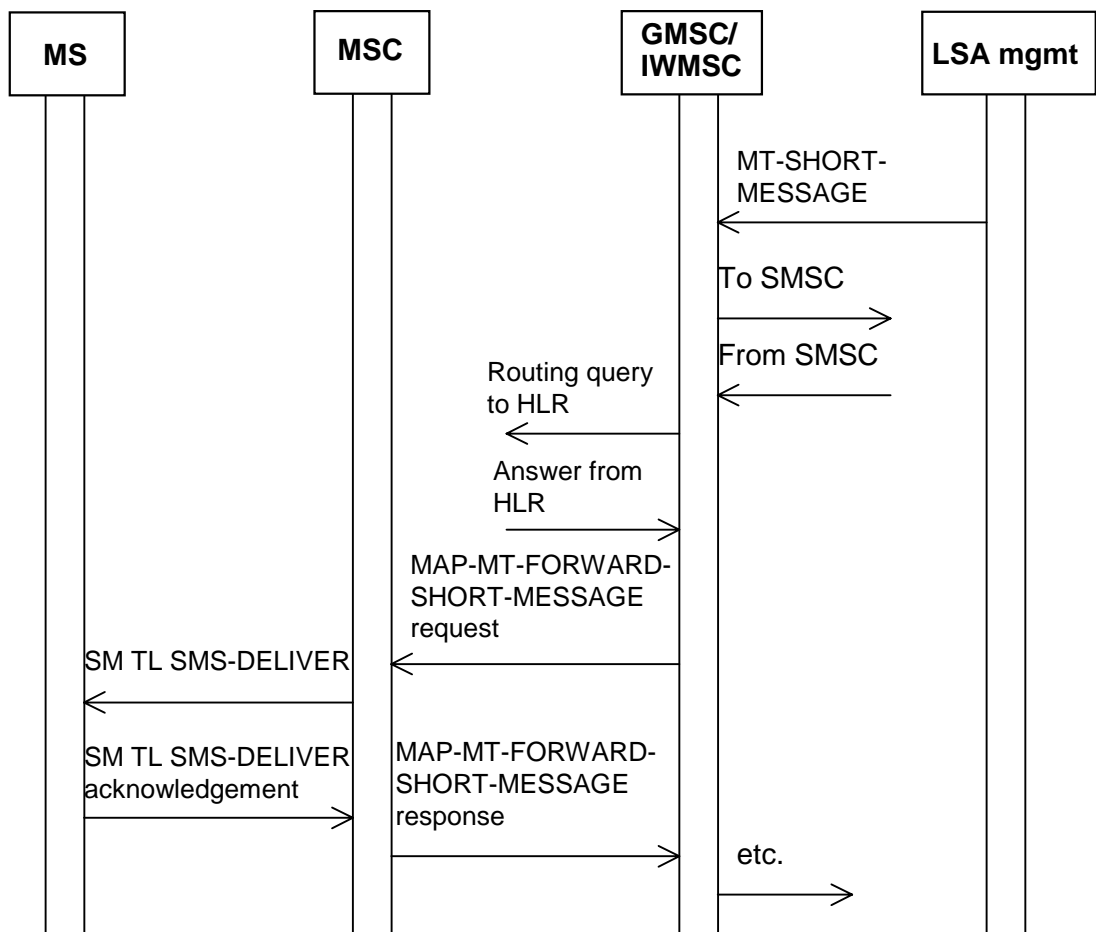 MS
MSC
GMSC/
IWMSC
LSA mgmt
MT-SHORT-
MESSAGE
To SMSC
From SMSC
Routing query
to HLR
Answer from
HLR
MAP-MT-FORWARD-
SHORT-MESSAGE
request
SM TL SMS-DELIVER
SM TL SMS-DELIVER
acknowledgement
MAP-MT-FORWARD-
SHORT-MESSAGE
response
etc.